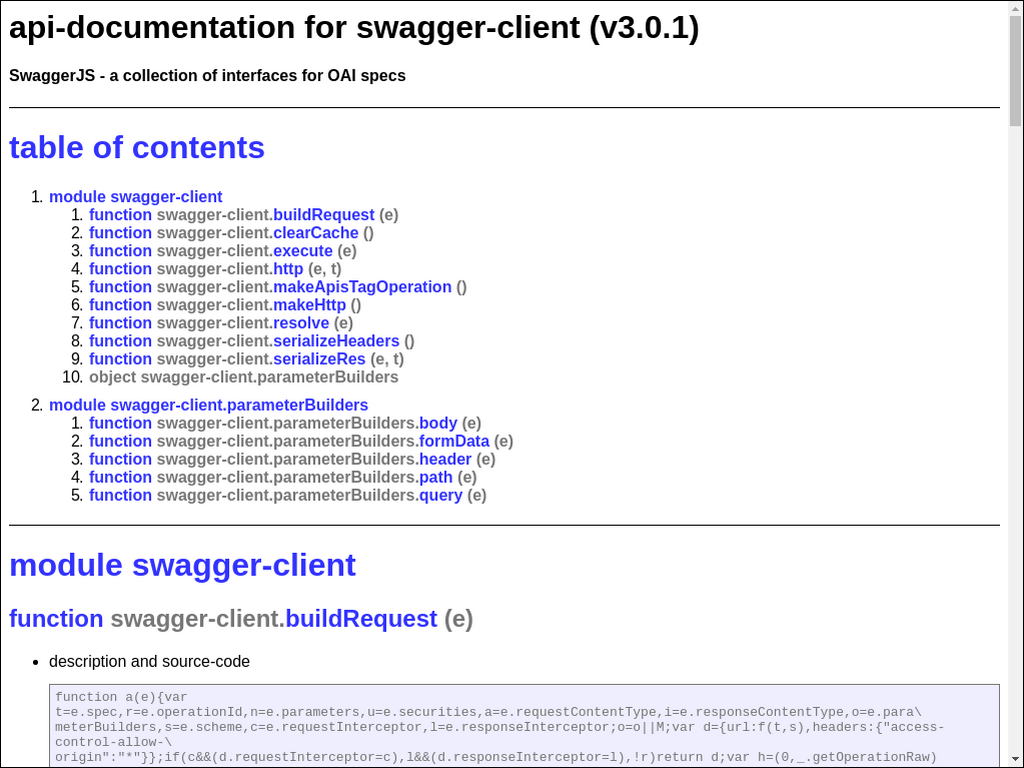 api-documentation for swagger-client (v3.0.1)
SwaggerJS - a collection of interfaces for OAI specs
table of contents
1. module swagger-client
1. function swagger-client.buildRequest (e)
2. function swagger-client.clearCache ()
3. function swagger-client.execute (e)
4. function swagger-client.http (e, t)
5. function swagger-client.makeApisTagOperation ()
6. function swagger-client.makeHttp ()
7. function swagger-client.resolve (e)
8. function swagger-client.serializeHeaders ()
9. function swagger-client.serializeRes (e, t)
10. object swagger-client.parameterBuilders
2. module swagger-client.parameterBuilders
1. function swagger-client.parameterBuilders.body (e)
2. function swagger-client.parameterBuilders.formData (e)
3. function swagger-client.parameterBuilders.header (e)
4. function swagger-client.parameterBuilders.path (e)
5. function swagger-client.parameterBuilders.query (e)
module swagger-client
function swagger-client.buildRequest (e)
• description and source-code
function a(e){var
t=e.spec,r=e.operationId,n=e.parameters,u=e.securities,a=e.requestContentType,i=e.responseContentType,o=e.para\
meterBuilders,s=e.scheme,c=e.requestInterceptor,l=e.responseInterceptor;o=o||M;var d={url:f(t,s),headers:{"access-
control-allow-\
origin":"*"}};if(c&&(d.requestInterceptor=c),l&&(d.responseInterceptor=l),!r)return d;var h=(0,_.getOperationRaw)